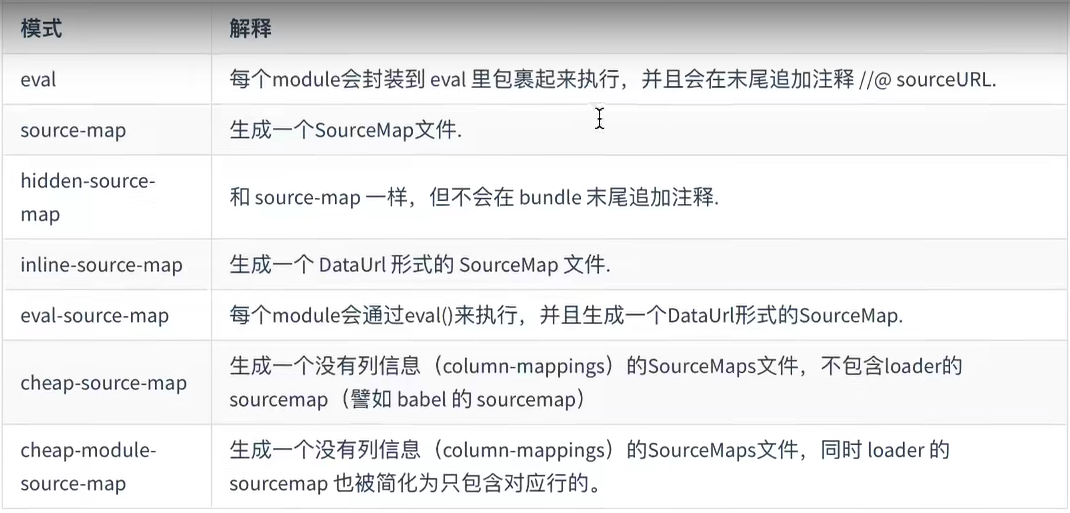 模式 解释
eval 每个module会封装到 eval 里包裹起来执行，并且会在末尾追加注释 //@ sourceURL.
source-map 生成一个SourceMap文件.
hidden-source-
map
和 source-map 一样，但不会在 bundle 末尾追加注释.
inline-source-map 生成一个 DataUrl 形式的 SourceMap 文件.
eval-source-map 每个module会通过eval()来执行，并且生成一个DataUrl形式的SourceMap.
cheap-source-map 生成一个没有列信息（column-mappings）的SourceMaps文件，不包含loader的
sourcemap（譬如 babel 的 sourcemap）
cheap-module- 生成一个没有列信息（column-mappings）的SourceMaps文件，同时 loader 的
source-map sourcemap 也被简化为只包含对应行的。